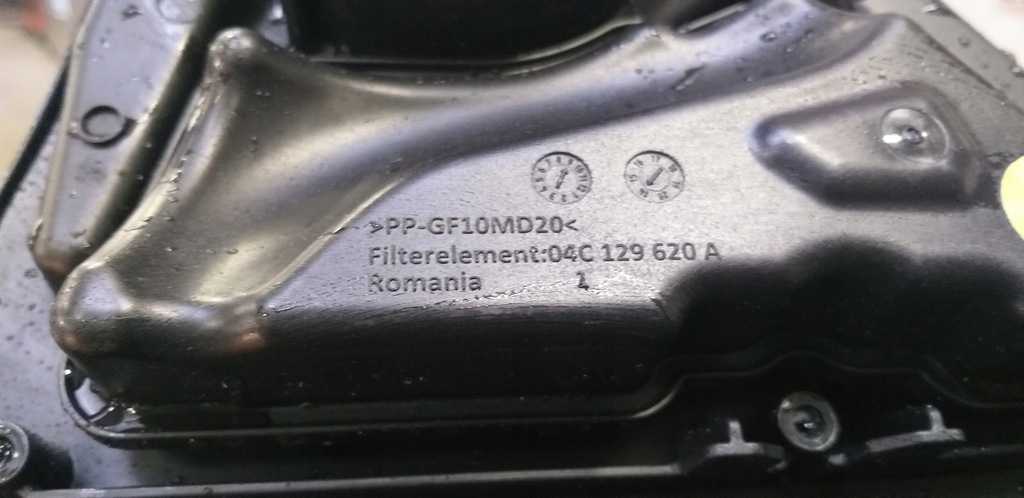 >PP-GF10MD20<
Filterelement:04C 129 620 A
Romania 1